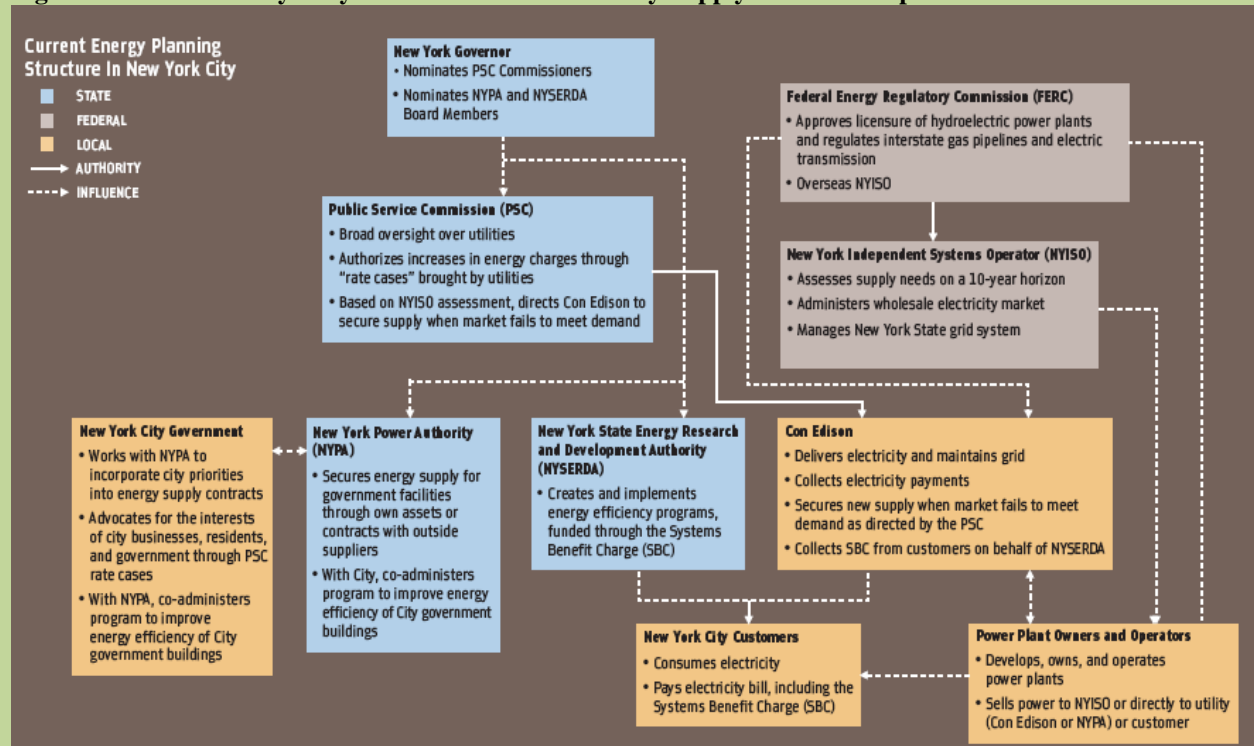 Current Energy Planning
Structure In New York City
STATE
FEDERAL
LOCAL
AUTHORITY
INFLUENCE
New York Governor
• Nominates PSC Commissioners
• Nominates NYPA and NYSERDA
Board Members
Federal Energy Regulatory Commission (FERC)
• Approves licensure of hydroelectric power plants
and regulates interstate gas pipelines and electric
transmission
• Overseas NYISO
Public Service Commission (PSC)
• Broad oversight over utilities
• Authorizes increases in energy charges through
"rate cases" brought by utilities
• Based on NYISO assessment, directs Con Edison to
secure supply when market fails to meet demand
New York Independent Systems Operator (NYISO)
• Assesses supply needs on a 10-year horizon
• Administers wholesale electricity market
• Manages New York State grid system
New York City Government
• Works with NYPA to
incorporate city priorities
into energy supply contracts
• Advocates for the interests
of city businesses, residents,
and government through PSC
rate cases
• With NYPA, co-administers
program to improve
energy efficiency of City
government buildings
New York Power Authority
(NYPA)
• Secures energy supply for
government facilities
through own assets or
contracts with outside
suppliers
• With City, co-administers
program to improve energy
efficiency of City government
buildings
New York State Energy Research
and Development Authority
(NYSERDA)
• Creates and implements
energy efficiency programs,
funded through the Systems
Benefit Charge (SBC)
Con Edison
• Delivers electricity and maintains grid
• Collects electricity payments
• Secures new supply when market fails to meet
demand as directed by the PSC
• Collects SBC from customers on behalf of NYSERDA
New York City Customers
• Consumes electricity
• Pays electricity bill, including the
Systems Benefit Charge (SBC)
Power Plant Owners and Operators
• Develops, owns, and operates
power plants
• Sells power to NYISO or directly to utility
(Con Edison or NYPA) or customer